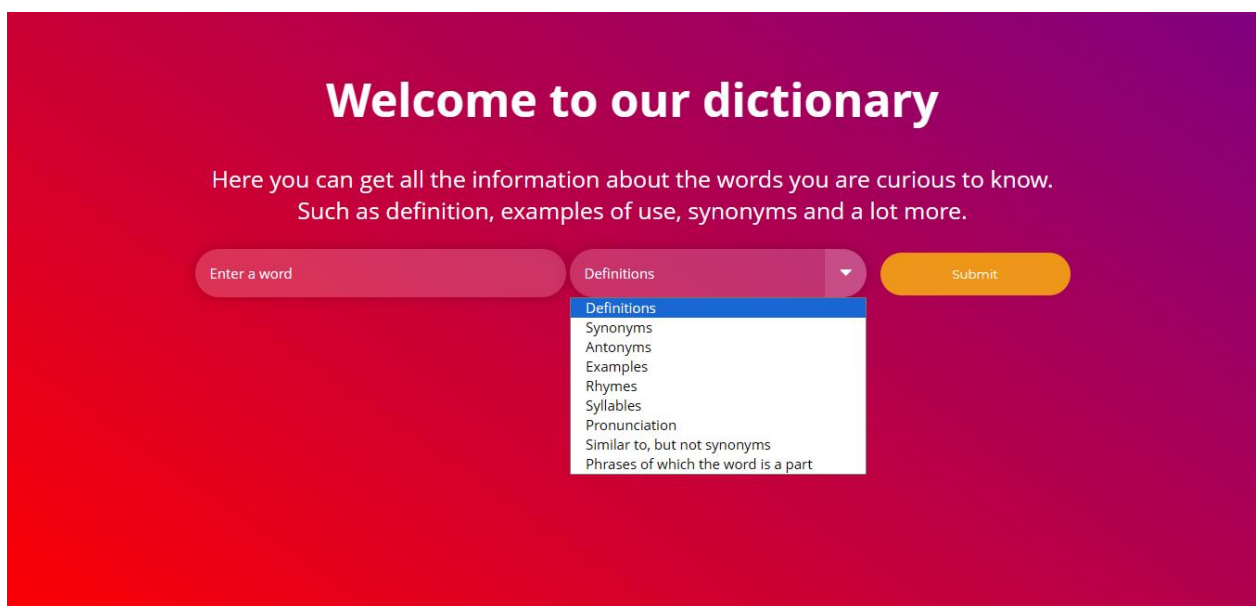 Welcome to our dictionary
Here you can get all the information about the words you are curious to know.
Such as definition, examples of use, synonyms and a lot more.
Enter a word
Definitions
Submit
Definitions
Synonyms
Antonyms
Examples
Rhymes
Syllables
Pronunciation
Similar to, but not synonyms
Phrases of which the word is a part